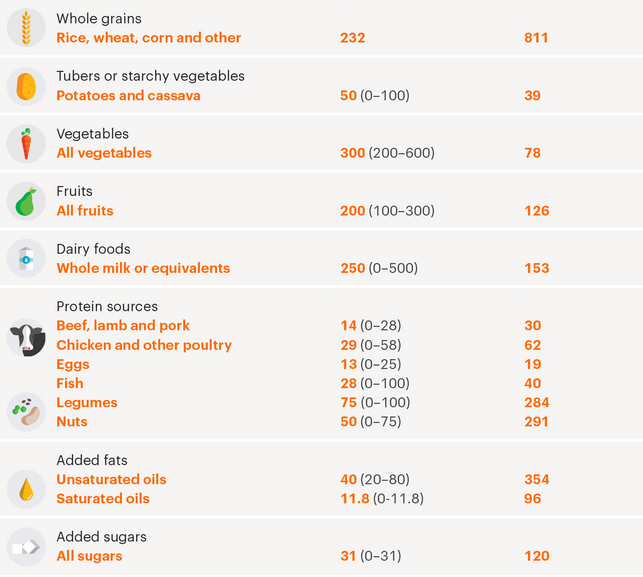 Whole grains
Rice, wheat, corn and other 232 811
Tubers or starchy vegetables
Potatoes and cassava 50 (0–100) 39
Vegetables
All vegetables 300 (200–600) 78
Fruits
All fruits 200 (100–300) 126
Dairy foods
Whole milk or equivalents 250 (0–500) 153
Protein sources
Beef, lamb and pork 14 (0–28) 30
Chicken and other poultry 29 (0–58) 62
Eggs 13 (0–25) 19
Fish 28 (0–100) 40
Legumes 75 (0–100) 284
Nuts 50 (0–75) 291
Added fats
Unsaturated oils 40 (20–80) 354
Saturated oils 11.8 (0-11.8) 96
Added sugars
All sugars 31 (0–31) 120